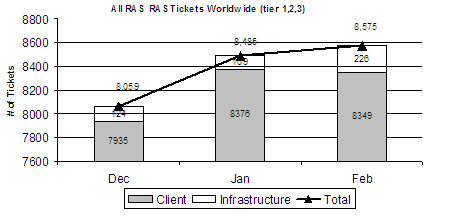 All RAS RAS Tickets Worldwide (tier 1,2,3)
# of Tickets
8800
8600
8400
8200
8000
7800
7600
8,059
8,485
8,575
124
109
226
7935
8376
8349
Dec
Jan
Feb
Client
Infrastructure
Total